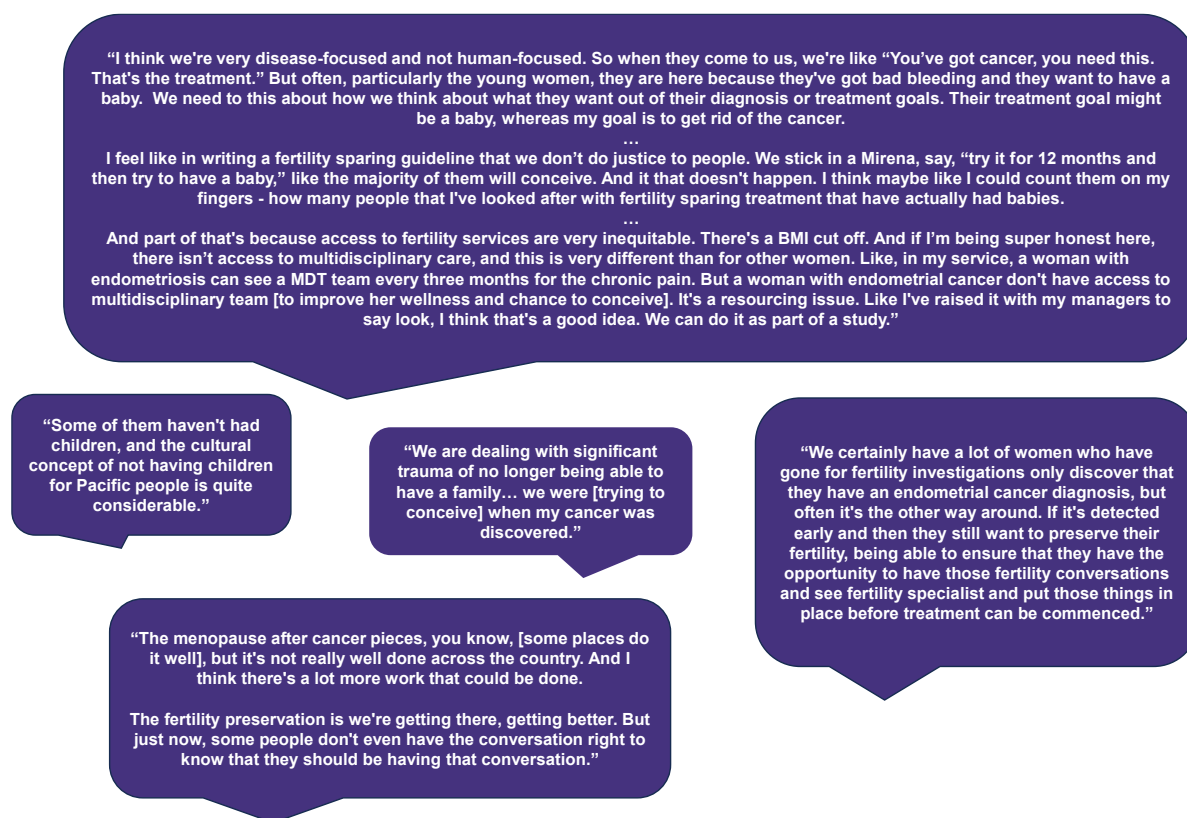 “I think we're very disease-focused and not human-focused. So when they come to us, we're like “You’ve got cancer, you need this.
That's the treatment.” But often, particularly the young women, they are here because they've got bad bleeding and they want to have a
baby.  We need to this about how we think about what they want out of their diagnosis or treatment goals. Their treatment goal might
be a baby, whereas my goal is to get rid of the cancer.
…
I feel like in writing a fertility sparing guideline that we don’t do justice to people. We stick in a Mirena, say, “try it for 12 months and
then try to have a baby,” like the majority of them will conceive. And it that doesn't happen. I think maybe like I could count them on my
fingers - how many people that I've looked after with fertility sparing treatment that have actually had babies.
…
And part of that's because access to fertility services are very inequitable. There's a BMI cut off. And if I’m being super honest here,
there isn’t access to multidisciplinary care, and this is very different than for other women. Like, in my service, a woman with
endometriosis can see a MDT team every three months for the chronic pain. But a woman with endometrial cancer don't have access to
multidisciplinary team [to improve her wellness and chance to conceive]. It's a resourcing issue. Like I've raised it with my managers to
say look, I think that's a good idea. We can do it as part of a study.”
“Some of them haven't had
children, and the cultural
concept of not having children
for Pacific people is quite
considerable.”
“We are dealing with significant
trauma of no longer being able to
have a family… we were [trying to
conceive] when my cancer was
discovered.”
“We certainly have a lot of women who have
gone for fertility investigations only discover that
they have an endometrial cancer diagnosis, but
often it's the other way around. If it's detected
early and then they still want to preserve their
fertility, being able to ensure that they have the
opportunity to have those fertility conversations
and see fertility specialist and put those things in
place before treatment can be commenced.”
“The menopause after cancer pieces, you know, [some places do
it well], but it's not really well done across the country. And I
think there's a lot more work that could be done.
The fertility preservation is we're getting there, getting better. But
just now, some people don't even have the conversation right to
know that they should be having that conversation.”